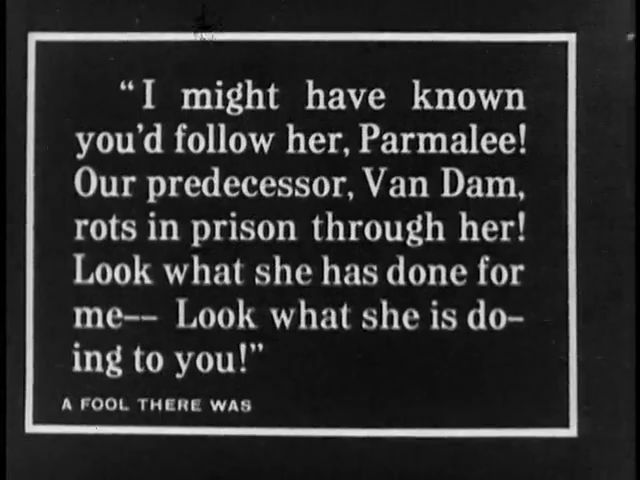 “I might have known
you’d follow her, Parmalee!
Our predecessor, Van Dam,
rots in prison through her!
Look what she has done for
me-- Look what she is do-
ing to you!”
A FOOL THERE WAS